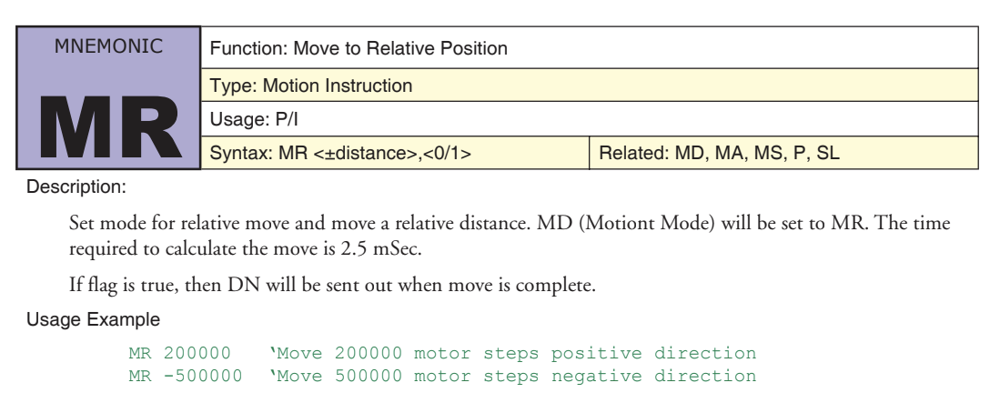 MNEMONIC
MR
Function: Move to Relative Position
Type: Motion Instruction
Usage: P/I
Syntax: MR <±distance>,<0/1>
Related: MD, MA, MS, P, SL
Description:
Set mode for relative move and move a relative distance. MD (Motiont Mode) will be set to MR. The time
required to calculate the move is 2.5 mSec.
If flag is true, then DN will be sent out when move is complete.
Usage Example
MR 200000 ‘Move 200000 motor steps positive direction
MR -500000 ‘Move 500000 motor steps negative direction